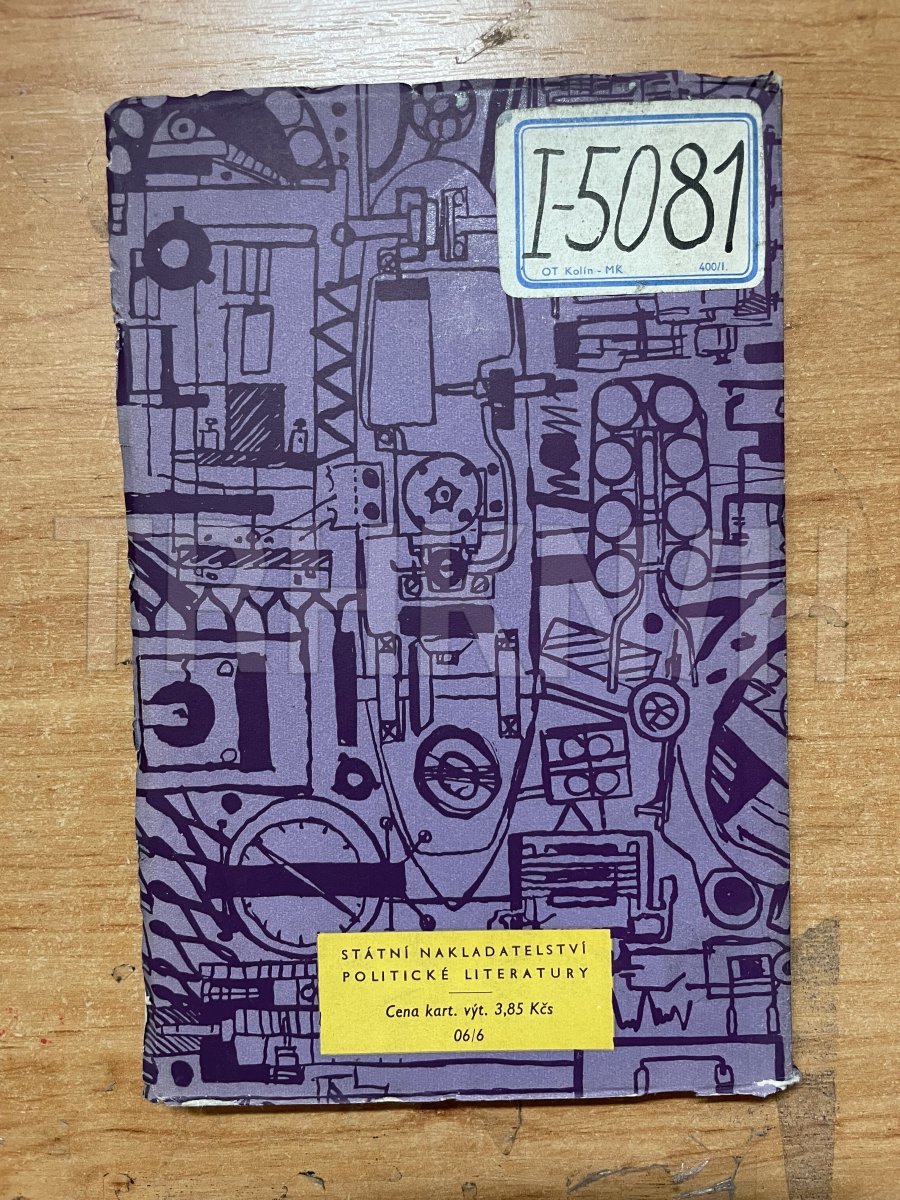 I-5081
OT Kolín - MK 400/I.
STÁTNÍ NAKLADATELSTVÍ
POLITICKÉ LITERATURY
Cena kart. výt. 3,85 Kčs
06/6